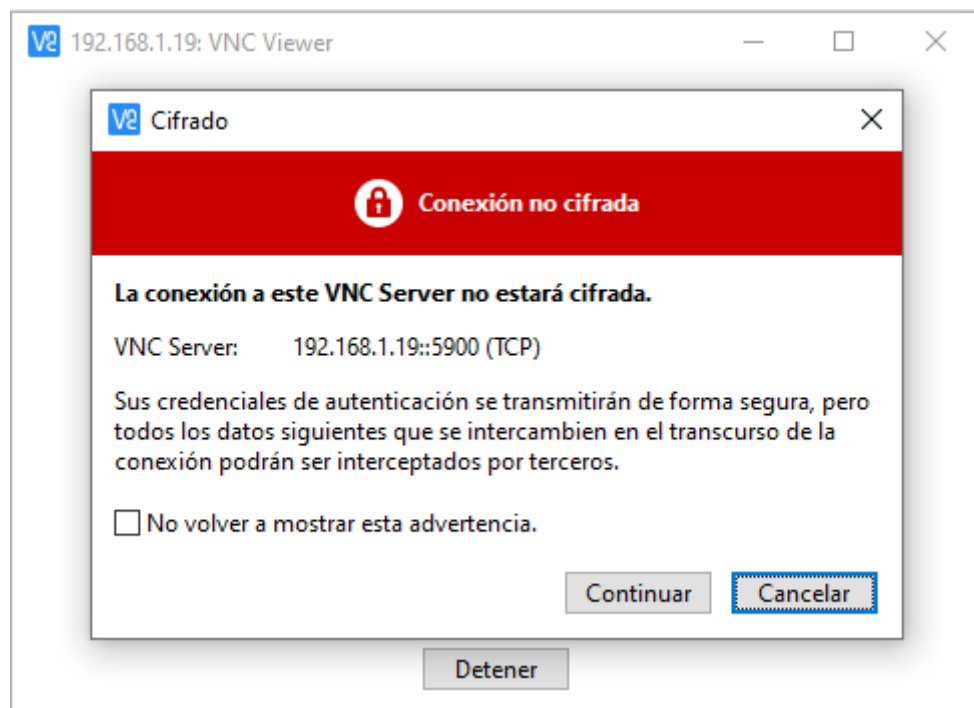 V2 192.168.1.19: VNC Viewer
V2 Cifrado
Conexión no cifrada
La conexión a este VNC Server no estará cifrada.
VNC Server: 192.168.1.19::5900 (TCP)
Sus credenciales de autenticación se transmitirán de forma segura, pero
todos los datos siguientes que se intercambien en el transcurso de la
conexión podrán ser interceptados por terceros.
No volver a mostrar esta advertencia.
Continuar Cancelar
Detener